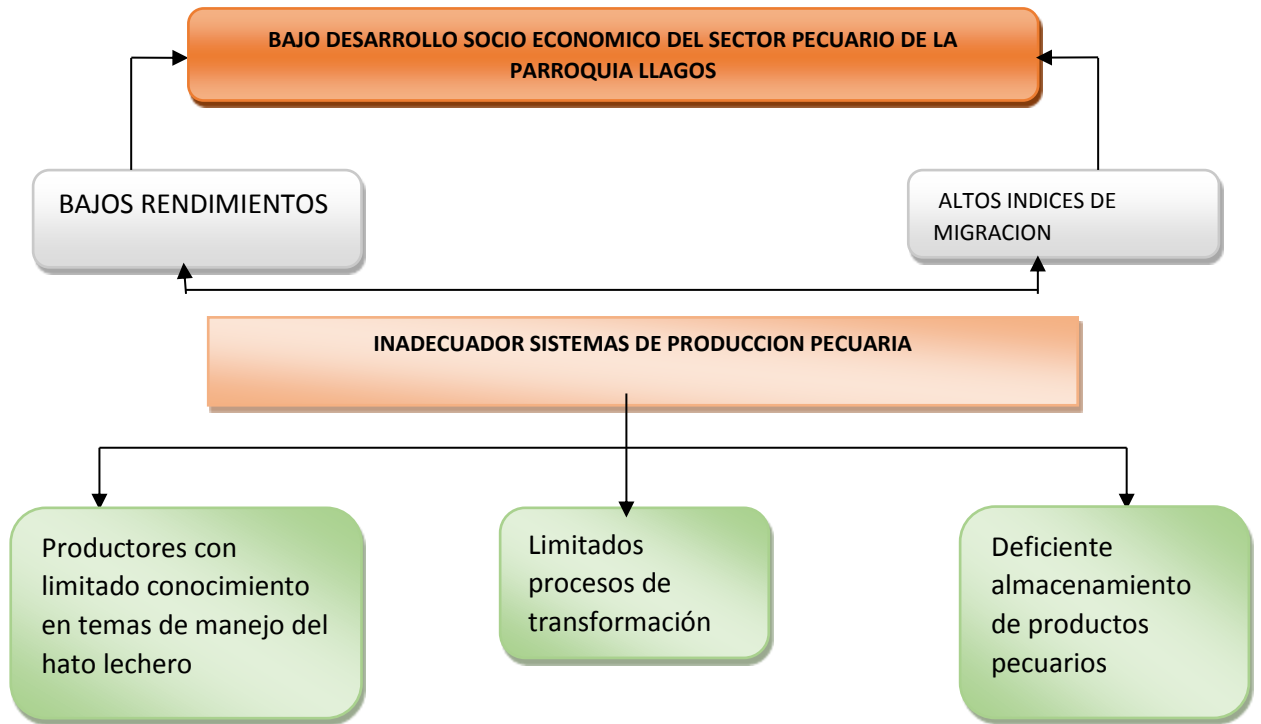 BAJO DESARROLLO SOCIO ECONOMICO DEL SECTOR PECUARIO DE LA
PARROQUIA LLAGOS
BAJOS RENDIMIENTOS
ALTOS INDICES DE
MIGRACION
INADECUADOR SISTEMAS DE PRODUCCION PECUARIA
Productores con
limitado conocimiento
en temas de manejo del
hato lechero
Limitados
procesos de
transformación
Deficiente
almacenamiento
de productos
pecuarios